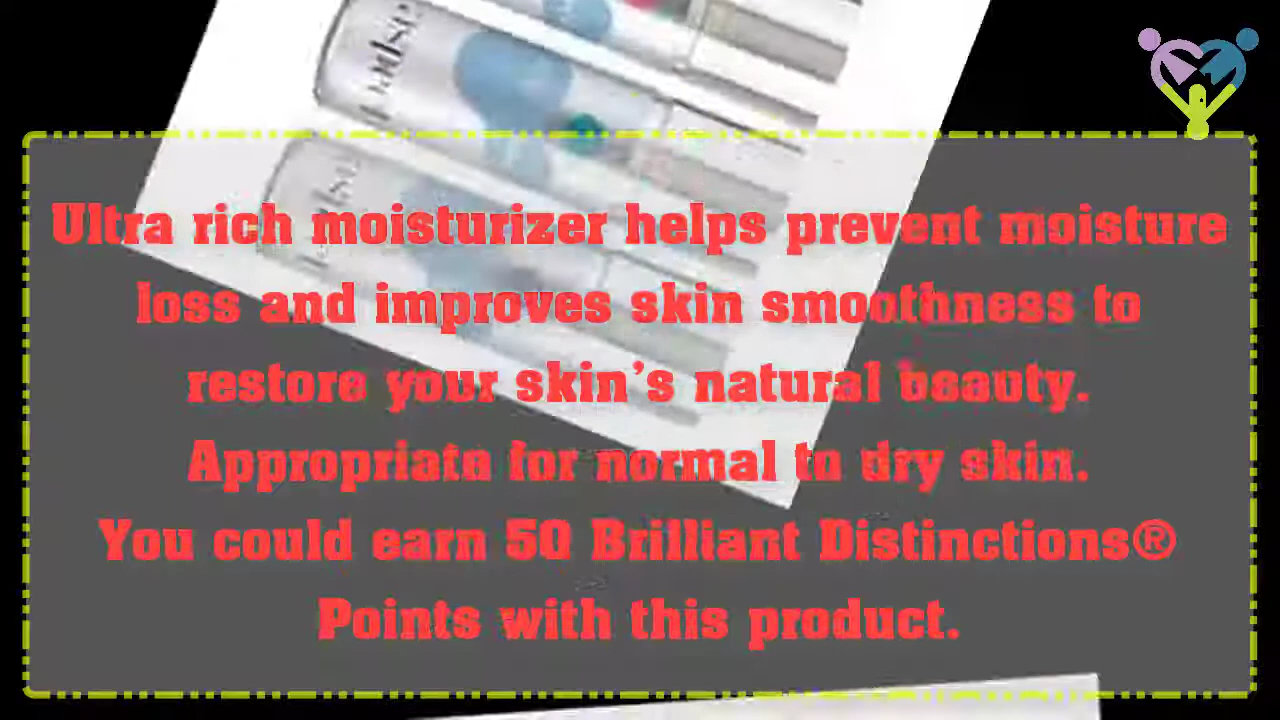 Ultra rich moisturizer helps prevent moisture
loss and improves skin smoothness to
restore your skin’s natural beauty.
Appropriate for normal to dry skin.
You could earn 50 Brilliant Distinctions®
Points with this product.